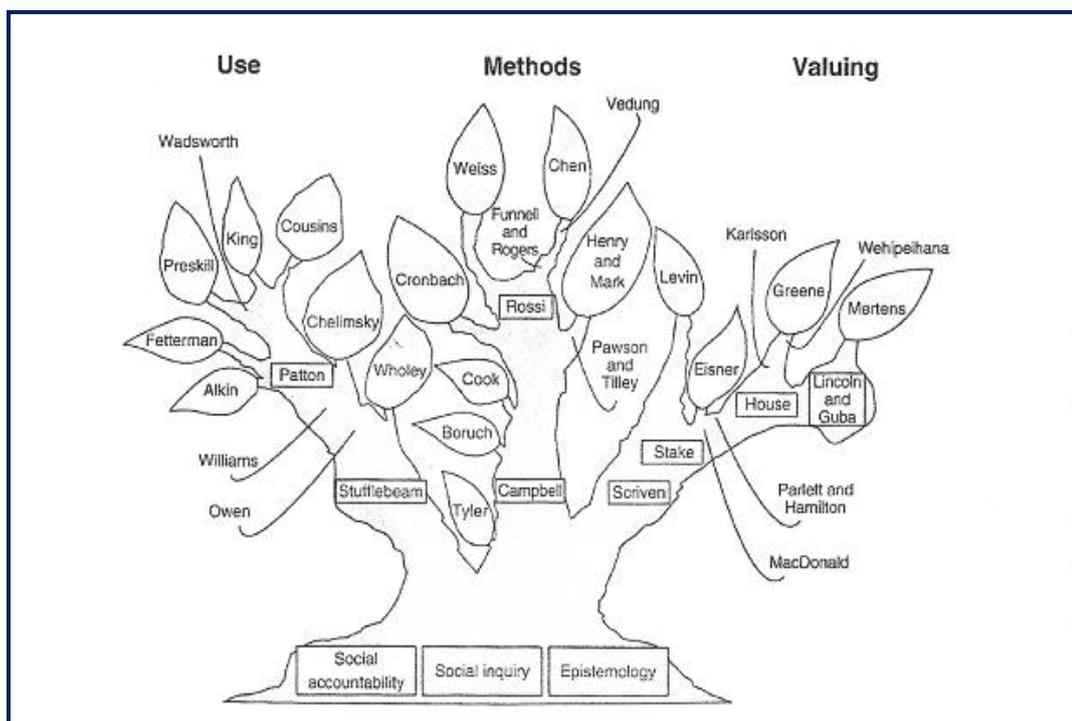 Use
Methods
Valuing
Vedung
Wadsworth
Weiss
Chen
King
Cousins
Funnell
and
Rogers
Henry
and
Mark
Karlsson
Wehipeihana
Preskill
Cronbach
Levin
Greene
Mertens
Chelimsky
Rossi
Fetterman
Wholey
Pawson
and
Tilley
Eisner
Patton
Cook
Alkin
House
Lincoln
and
Guba
Boruch
Stake
Williams
Stufflebeam
Campbell
Scriven
Parlett and
Hamilton
Owen
Tyler
MacDonald
Social
accountability
Social inquiry
Epistemology